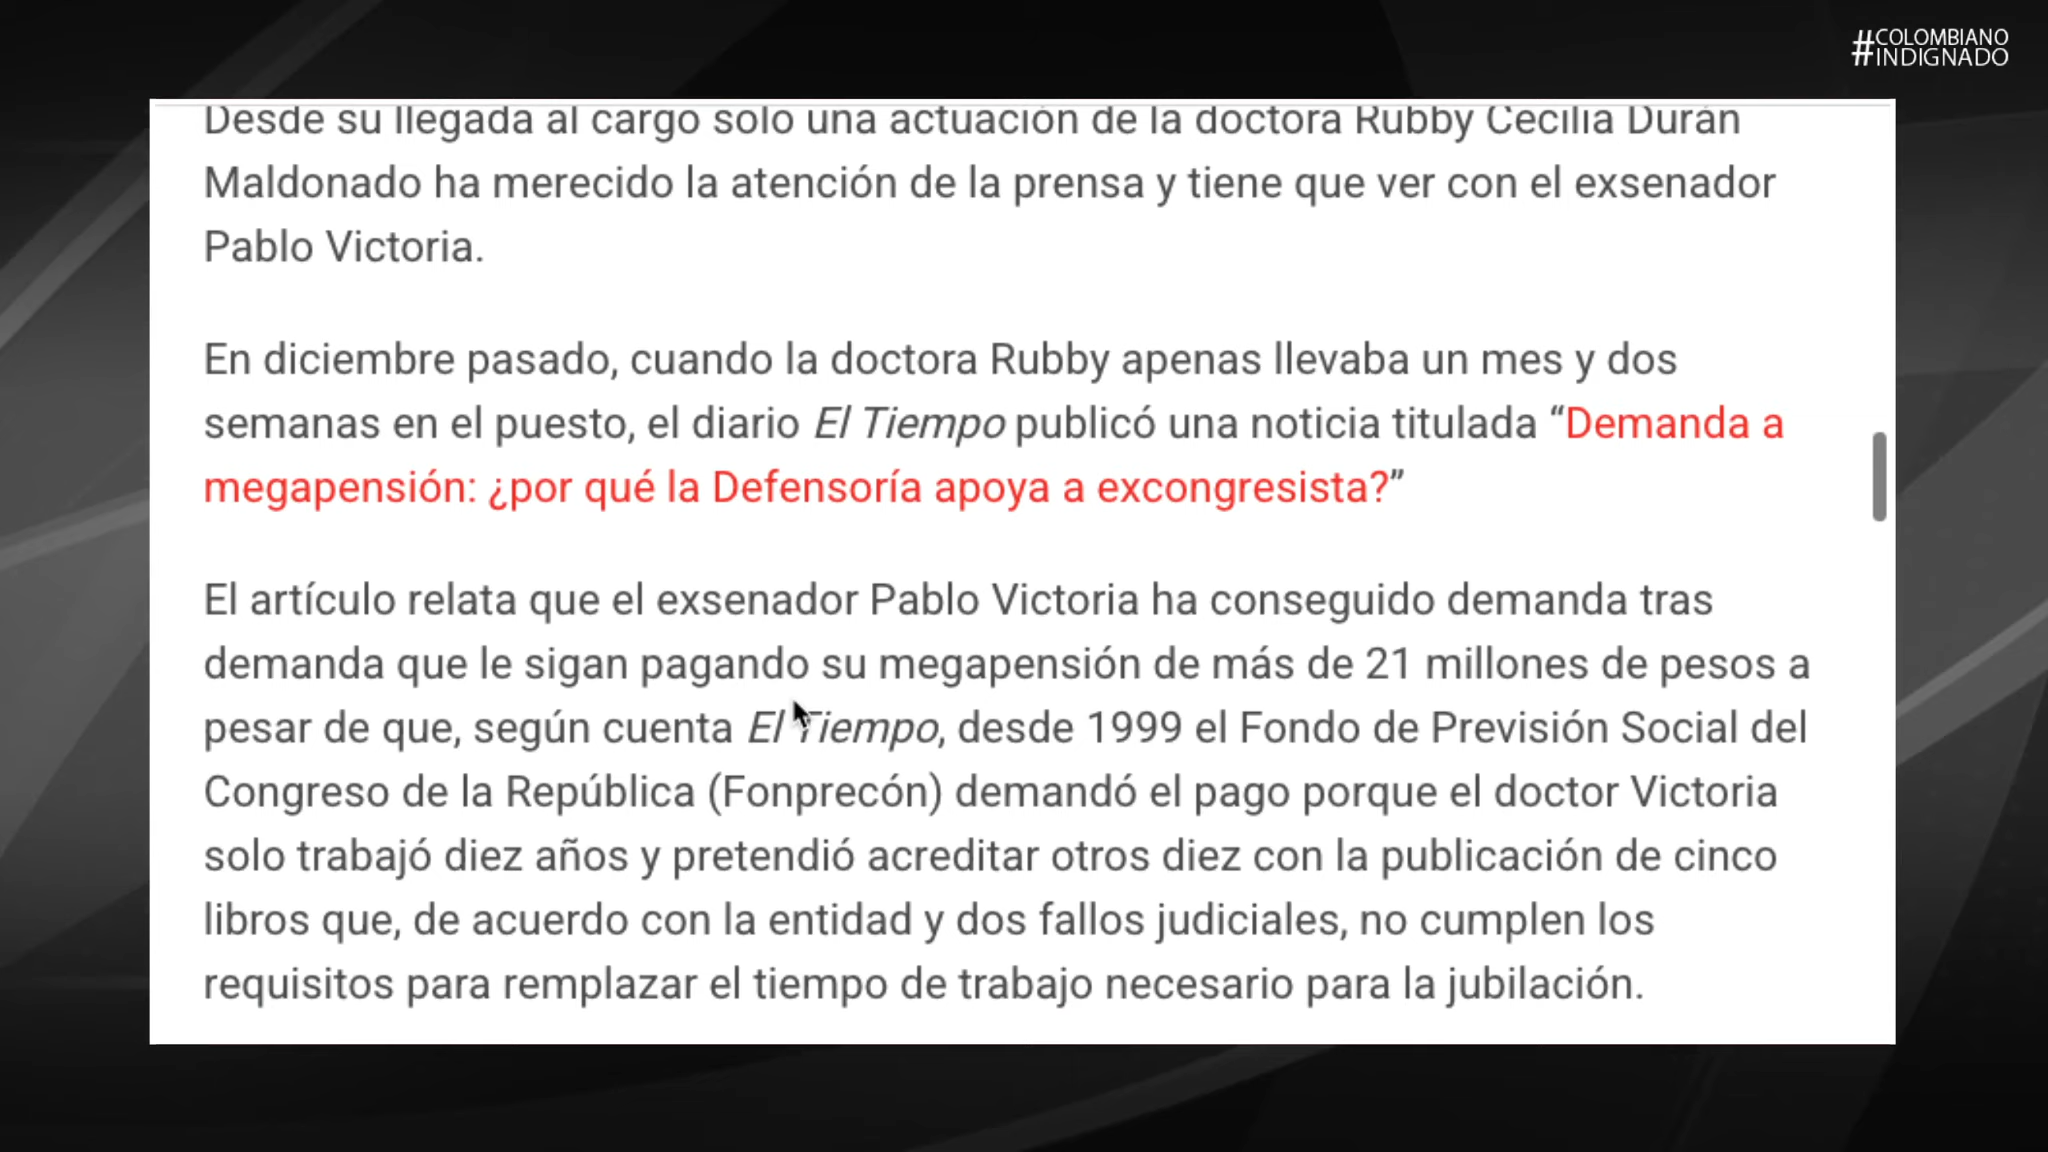 #COLOMBIANO
INDIGNADO
Desde su llegada al cargo solo una actuación de la doctora Rubby Cecilia Durán
Maldonado ha merecido la atención de la prensa y tiene que ver con el exsenador
Pablo Victoria.
En diciembre pasado, cuando la doctora Rubby apenas llevaba un mes y dos
semanas en el puesto, el diario El Tiempo publicó una noticia titulada “Demanda a
megapensión: ¿por qué la Defensoría apoya a excongresista?”
El artículo relata que el exsenador Pablo Victoria ha conseguido demanda tras
demanda que le sigan pagando su megapensión de más de 21 millones de pesos a
pesar de que, según cuenta El Tiempo, desde 1999 el Fondo de Previsión Social del
Congreso de la República (Fonprecón) demandó el pago porque el doctor Victoria
solo trabajó diez años y pretendió acreditar otros diez con la publicación de cinco
libros que, de acuerdo con la entidad y dos fallos judiciales, no cumplen los
requisitos para remplazar el tiempo de trabajo necesario para la jubilación.